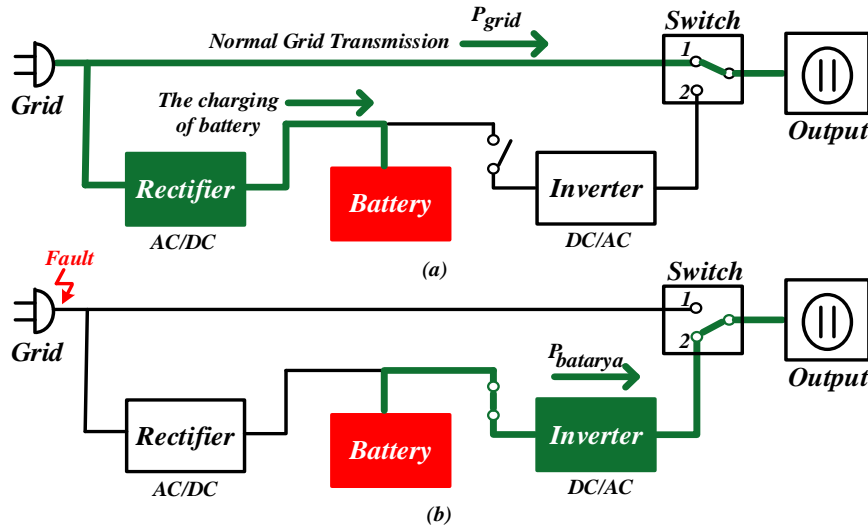 Normal Grid Transmission
P_grid
Switch
1
2
Grid
The charging
of battery
Output
Rectifier
Battery
Inverter
AC/DC
DC/AC
(a)
Fault
Switch
1
2
Grid
P_batarya
Output
Rectifier
Battery
Inverter
AC/DC
DC/AC
(b)